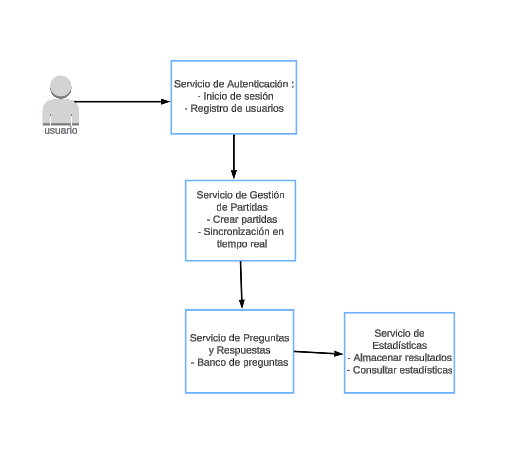 usuario
Servicio de Autenticación :
- Inicio de sesión
- Registro de usuarios
Servicio de Gestión
de Partidas
- Crear partidas
- Sincronización en
tiempo real
Servicio de Preguntas
y Respuestas
- Banco de preguntas
Servicio de
Estadísticas
- Almacenar resultados
- Consultar estadísticas